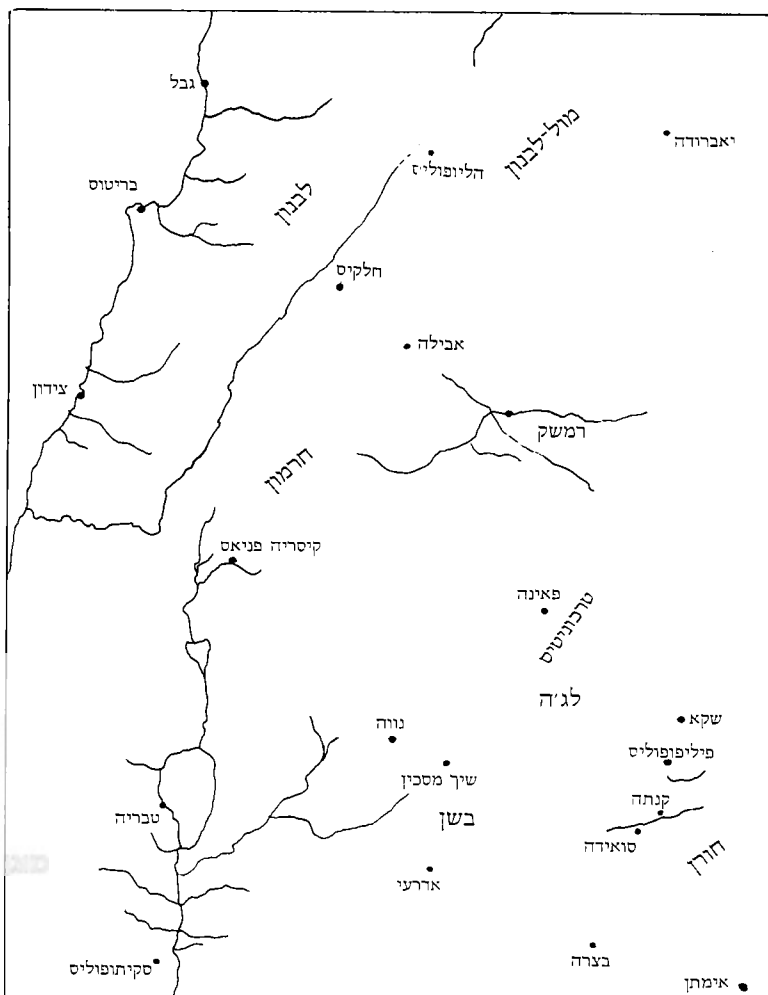 גבל
יאברודה
מול-לבנון
הליופוליס
לבנון
בריטוס
חלקיס
אבילה
צידון
דמשק
חרמון
קיסריה פניאס
פאינה
טרכוניטיס
לג'ה
שקא
נווה
פיליפופוליס
שיך מסכין
קנתה
טבריה
בשן
סואידה
חורן
אדרעי
בצרה
סקיתופוליס
אימתן